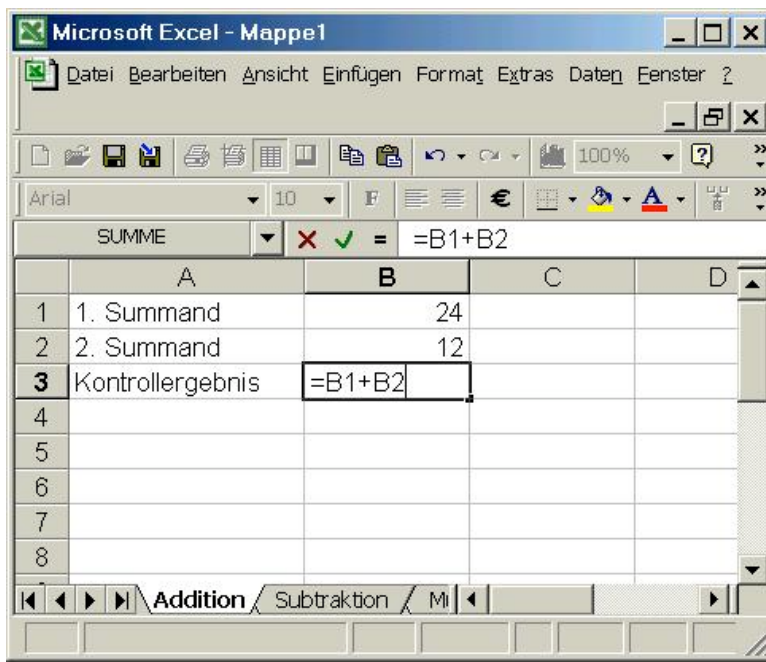 Microsoft Excel - Mappe1
Datei Bearbeiten Ansicht Einfügen Format Extras Daten Fenster ?
100%
Arial 10 F €  A
SUMME = =B1+B2
A B C D
1 1. Summand 24
2 2. Summand 12
3 Kontrollergebnis =B1+B2
4
5
6
7
8
Addition Subtraktion